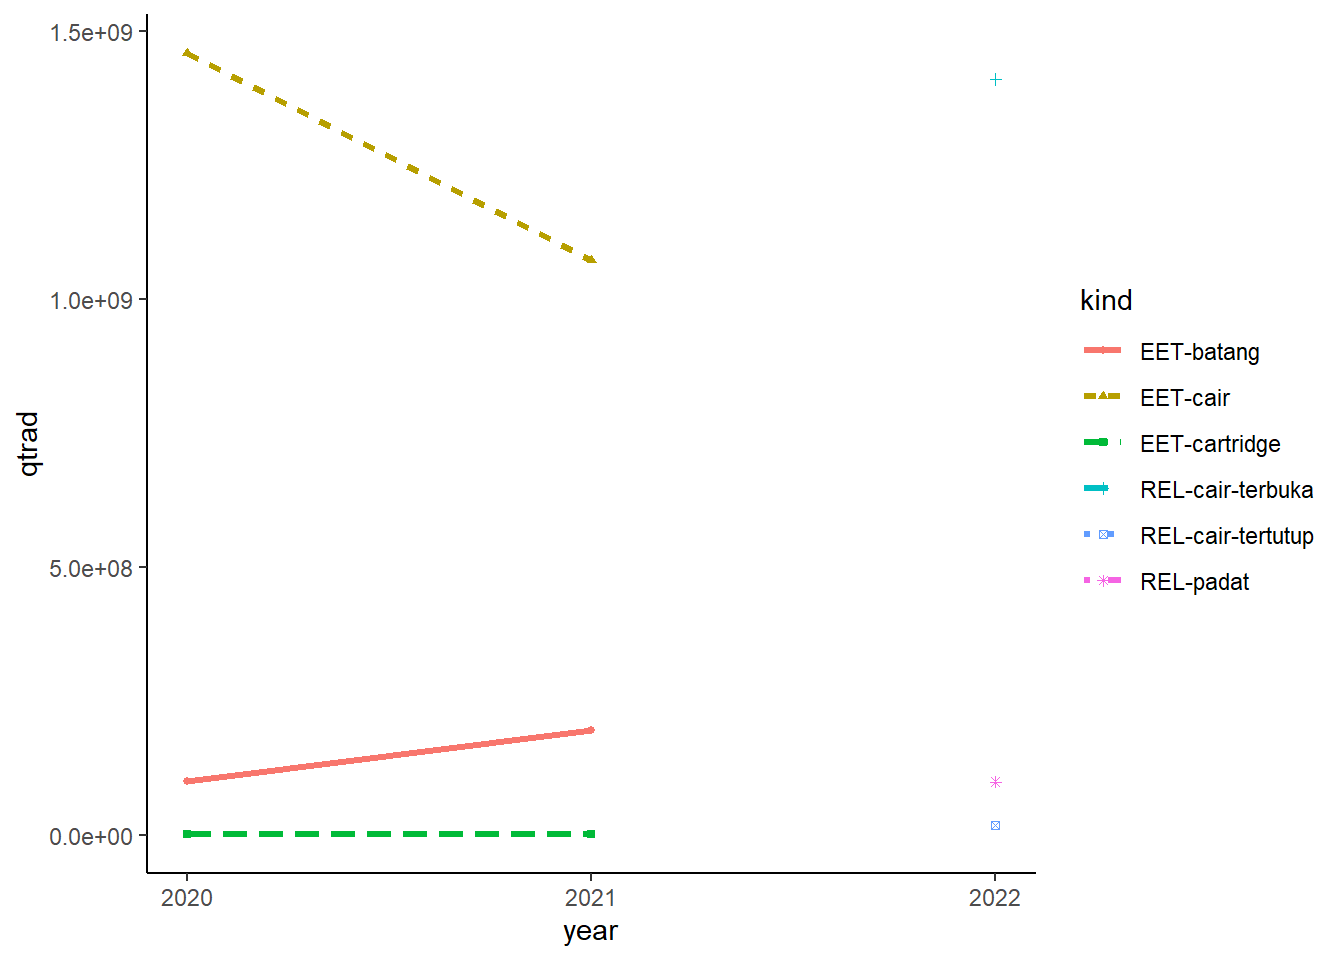 1.5e+09
1.0e+09
5.0e+08
0.0e+00
qtrad
2020
2021
2022
year
kind
EET-batang
EET-cair
EET-cartridge
REL-cair-terbuka
REL-cair-tertutup
REL-padat